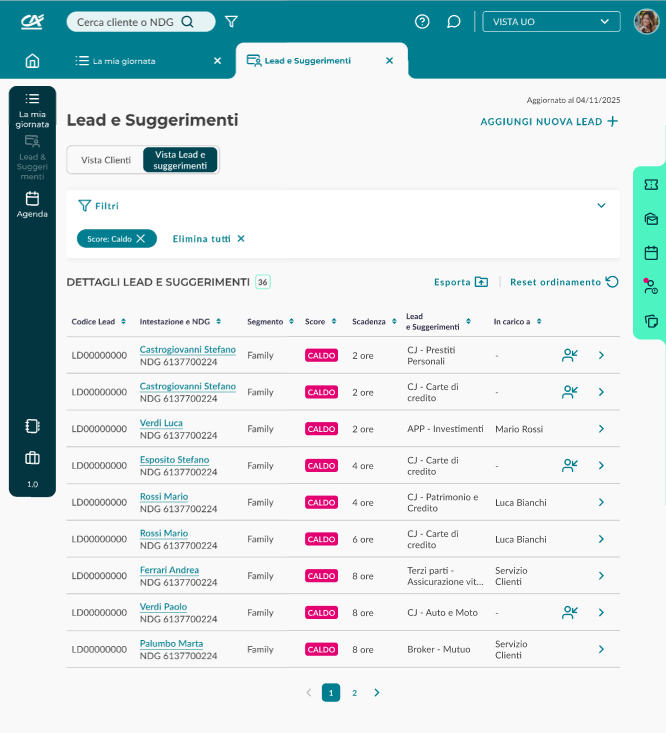 CA
Cerca cliente o NDG
VISTA UO
La mia giornata
Lead e Suggerimenti
La mia
giornata
Lead &
Suggeri
menti
Agenda
1.0
Aggiornato al 04/11/2025
Lead e Suggerimenti
AGGIUNGI NUOVA LEAD
Vista Clienti
Vista Lead e
suggerimenti
Filtri
Score: Caldo
Elimina tutti
DETTAGLI LEAD E SUGGERIMENTI 36
Esporta
Reset ordinamento
Codice Lead Intestazione e NDG Segmento Score Scadenza Lead
e Suggerimenti In carico a
LD00000000 Castrogiovanni Stefano Family CALDO 2 ore CJ - Prestiti -
NDG 6137700224 Personali
LD00000000 Castrogiovanni Stefano Family CALDO 2 ore CJ - Carte di -
NDG 6137700224 credito
LD00000000 Verdi Luca Family CALDO 2 ore APP - Investimenti Mario Rossi
NDG 6137700224
LD00000000 Esposito Stefano Family CALDO 4 ore CJ - Carte di -
NDG 6137700224 credito
LD00000000 Rossi Mario Family CALDO 4 ore CJ - Patrimonio e Luca Bianchi
NDG 6137700224 Credito
LD00000000 Rossi Mario Family CALDO 6 ore CJ - Carte di Luca Bianchi
NDG 6137700224 credito
LD00000000 Ferrari Andrea Family CALDO 8 ore Terzi parti - Servizio
NDG 6137700224 Assicurazione vit... Clienti
LD00000000 Verdi Paolo Family CALDO 8 ore CJ - Auto e Moto -
NDG 6137700224
LD00000000 Palumbo Marta Family CALDO 8 ore Broker - Mutuo Servizio
NDG 6137700224 Clienti
1 2